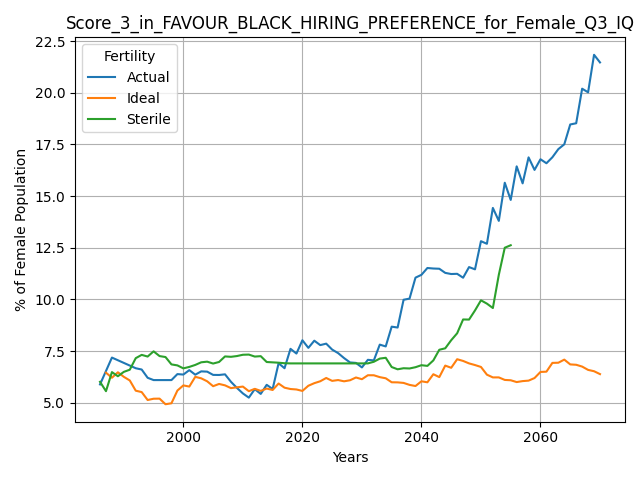 Score_3_in_FAVOUR_BLACK_HIRING_PREFERENCE_for_Female_Q3_IQ
22.5
20.0
17.5
15.0
12.5
10.0
7.5
5.0
% of Female Population
Fertility
Actual
Ideal
Sterile
2000 2020 2040 2060
Years